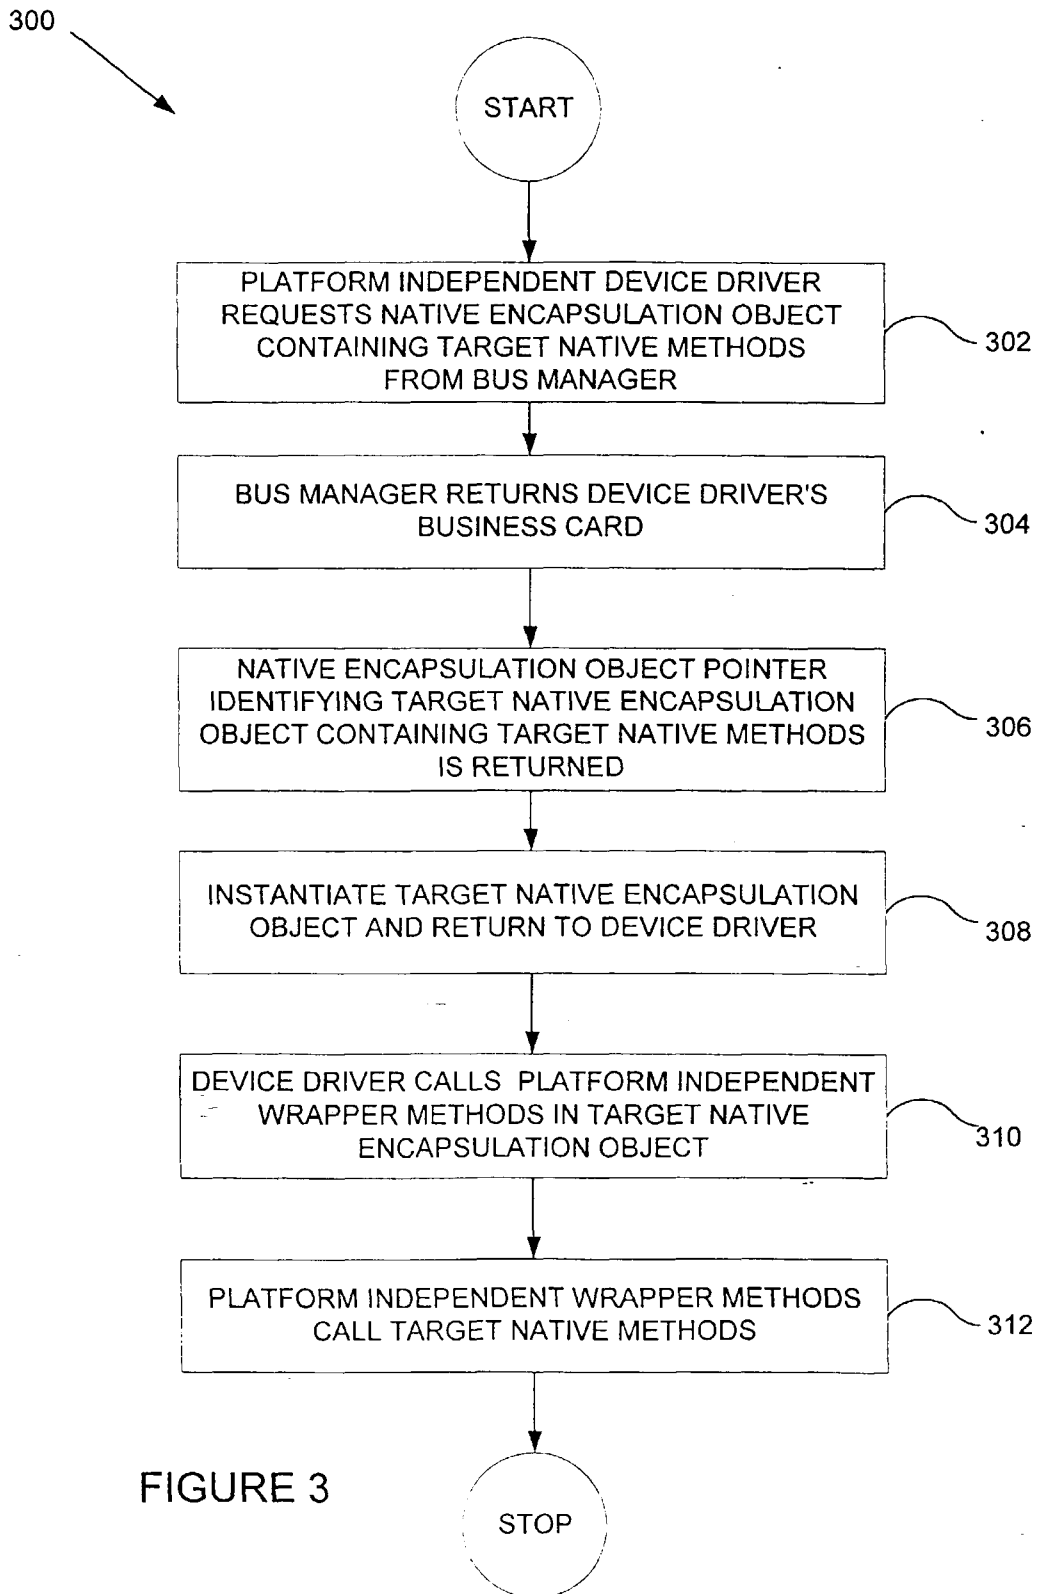 300
START
PLATFORM INDEPENDENT DEVICE DRIVER
REQUESTS NATIVE ENCAPSULATION OBJECT
CONTAINING TARGET NATIVE METHODS
FROM BUS MANAGER
302
BUS MANAGER RETURNS DEVICE DRIVER'S
BUSINESS CARD
304
NATIVE ENCAPSULATION OBJECT POINTER
IDENTIFYING TARGET NATIVE ENCAPSULATION
OBJECT CONTAINING TARGET NATIVE METHODS
IS RETURNED
306
INSTANTIATE TARGET NATIVE ENCAPSULATION
OBJECT AND RETURN TO DEVICE DRIVER
308
DEVICE DRIVER CALLS PLATFORM INDEPENDENT
WRAPPER METHODS IN TARGET NATIVE
ENCAPSULATION OBJECT
310
PLATFORM INDEPENDENT WRAPPER METHODS
CALL TARGET NATIVE METHODS
312
FIGURE 3
STOP